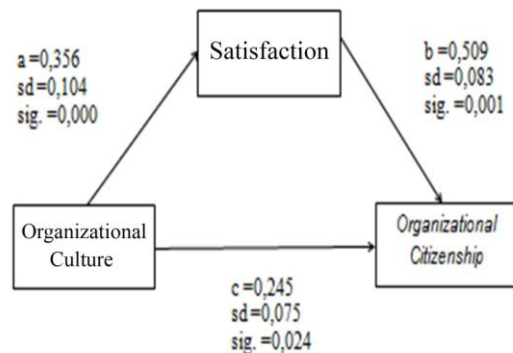 Satisfaction
a=0,356
sd=0,104
sig. =0,000
b=0,509
sd=0,083
sig. =0,001
Organizational
Culture
Organizational
Citizenship
c=0,245
sd=0,075
sig. =0,024